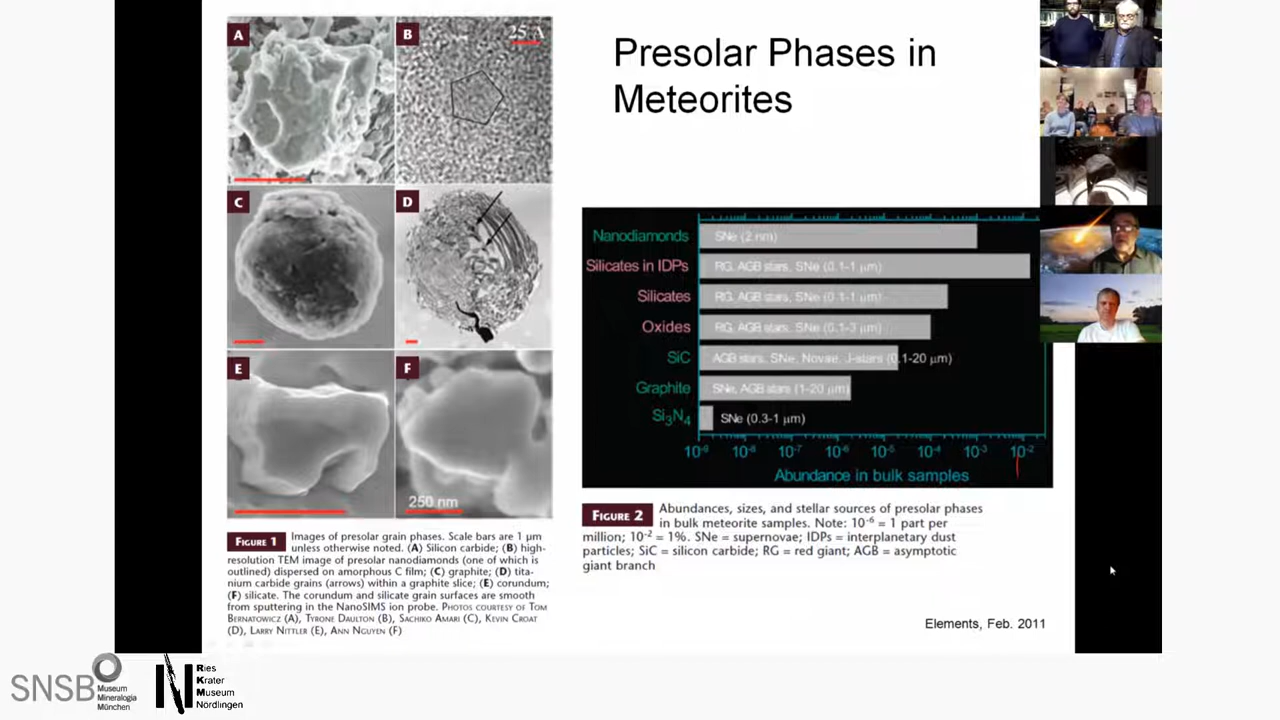 Presolar Phases in
Meteorites
A
B
25 Å
C
D
E
F
250 nm
FIGURE 1 Images of presolar grain phases. Scale bars are 1 µm
unless otherwise noted. (A) Silicon carbide; (B) high-
resolution TEM image of presolar nanodiamonds (one of which is
outlined) dispersed on amorphous C film; (C) graphite; (D) tita-
nium carbide grains (arrows) within a graphite slice; (E) corundum;
(F) silicate. The corundum and silicate grain surfaces are smooth
from sputtering in the NanoSIMS ion probe. PHOTOS COURTESY OF TOM
BERNATOWICZ (A), TYRONE DAULTON (B), SACHIKO AMARI (C), KEVIN CROAT
(D), LARRY NITTLER (E), ANN NGUYEN (F)
Nanodiamonds SNe (2 nm)
Silicates in IDPs RG, AGB stars, SNe (0.1-1 µm)
Silicates RG, AGB stars, SNe (0.1-1 µm)
Oxides RG, AGB stars, SNe (0.1-3 µm)
SiC AGB stars, SNe, Novae, J-stars (0.1-20 µm)
Graphite SNe, AGB stars (1-20 µm)
Si₃N₄ SNe (0.3-1 µm)
10⁻⁹ 10⁻⁸ 10⁻⁷ 10⁻⁶ 10⁻⁵ 10⁻⁴ 10⁻³ 10⁻²
Abundance in bulk samples
FIGURE 2 Abundances, sizes, and stellar sources of presolar phases
in bulk meteorite samples. Note: 10⁻⁶ = 1 part per
million; 10⁻² = 1%. SNe = supernovae; IDPs = interplanetary dust
particles; SiC = silicon carbide; RG = red giant; AGB = asymptotic
giant branch
Elements, Feb. 2011
SNSB
Museum
Mineralogia
München
Ries
Krater
Museum
Nördlingen